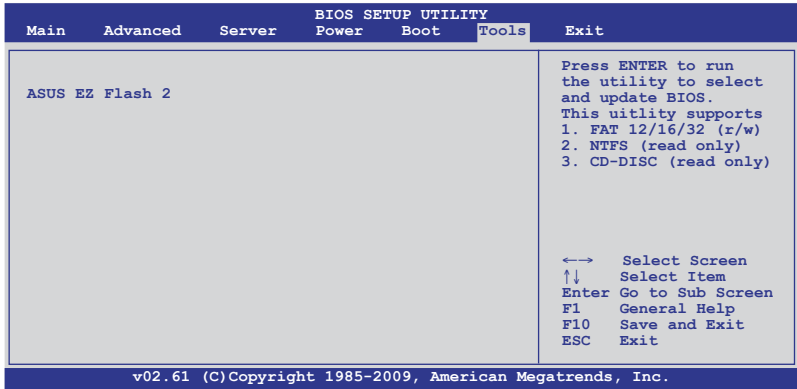 BIOS SETUP UTILITY
Main Advanced Server Power Boot Tools Exit
ASUS EZ Flash 2
Press ENTER to run
the utility to select
and update BIOS.
This uitlity supports
1. FAT 12/16/32 (r/w)
2. NTFS (read only)
3. CD-DISC (read only)
←→ Select Screen
↑↓ Select Item
Enter Go to Sub Screen
F1 General Help
F10 Save and Exit
ESC Exit
v02.61 (C)Copyright 1985-2009, American Megatrends, Inc.